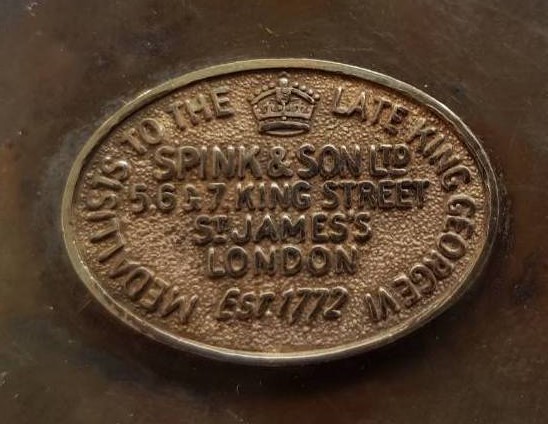 MEDALLISTS TO THE LATE KING GEORGE VI
SPINK & SON LTD
5.6 & 7. KING STREET
ST. JAMES'S
LONDON
EST. 1772